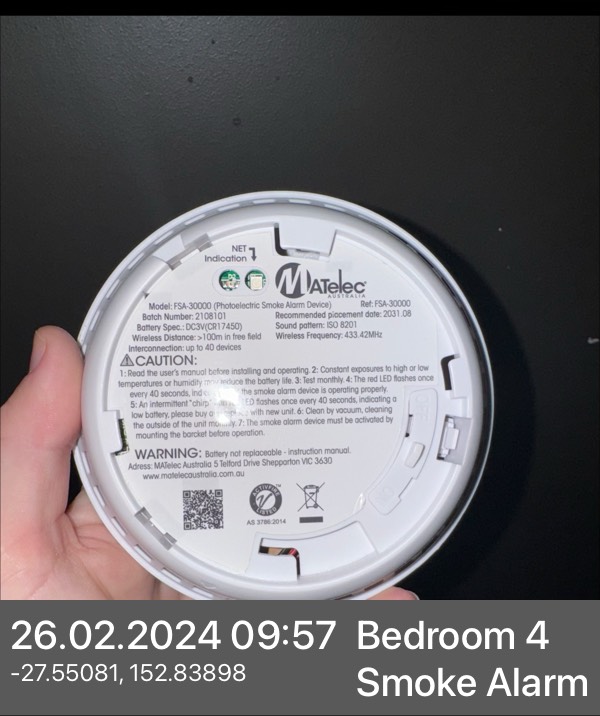 NET
Indication
MATelec
AUSTRALIA
Model: FSA-30000 (Photoelectric Smoke Alarm Device) Ref: FSA-30000
Batch Number: 2108101 Recommended piacement date: 2031.08
Battery Spec.: DC3V(CR17450) Sound pattern: ISO 8201
Wireless Distance: >100m in free field Wireless Frequency: 433.42MHz
Interconnection: up to 40 devices
CAUTION:
1: Read the user's manual before installing and operating. 2: Constant exposures to high or low
temperatures or humidity may reduce the battery life. 3: Test monthly. 4: The red LED flashes once
every 40 seconds, the smoke alarm device is operating properly.
5: An intermittent "chirp" LED flashes once every 40 seconds, indicating a
low battery, please buy a with new unit. 6: Clean by vacuum, cleaning
the outside of the unit monthly. 7: The smoke alarm device must be activated by
mounting the barcket before operation.
WARNING: Battery not replaceable - instruction manual.
Adress: MATelec Australia 5 Telford Drive Shepparton VIC 3630
www.matelecaustralia.com.au
AS 3786:2014
26.02.2024 09:57 Bedroom 4
-27.55081, 152.83898 Smoke Alarm